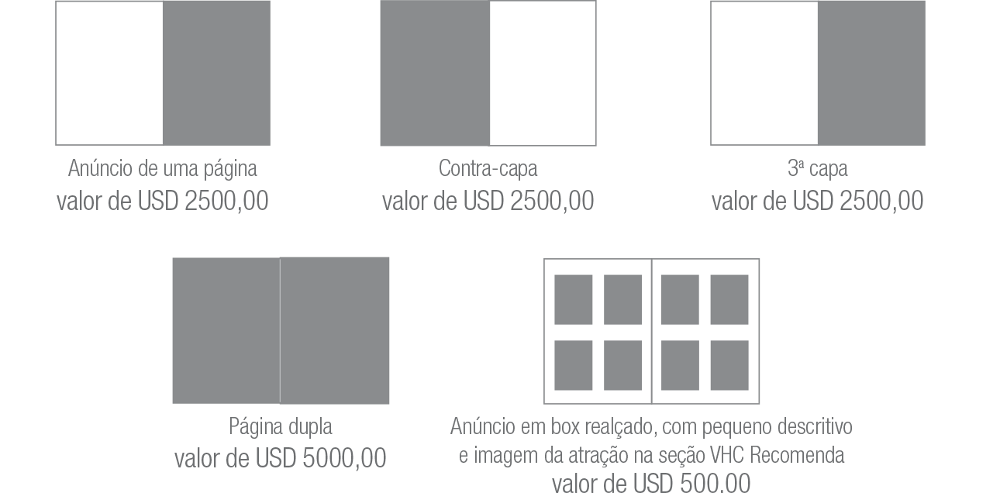 Anúncio de uma página
valor de USD 2500,00
Contra-capa
valor de USD 2500,00
3ª capa
valor de USD 2500,00
Página dupla
valor de USD 5000,00
Anúncio em box realçado, com pequeno descritivo
e imagem da atração na seção VHC Recomenda
valor de USD 500.00